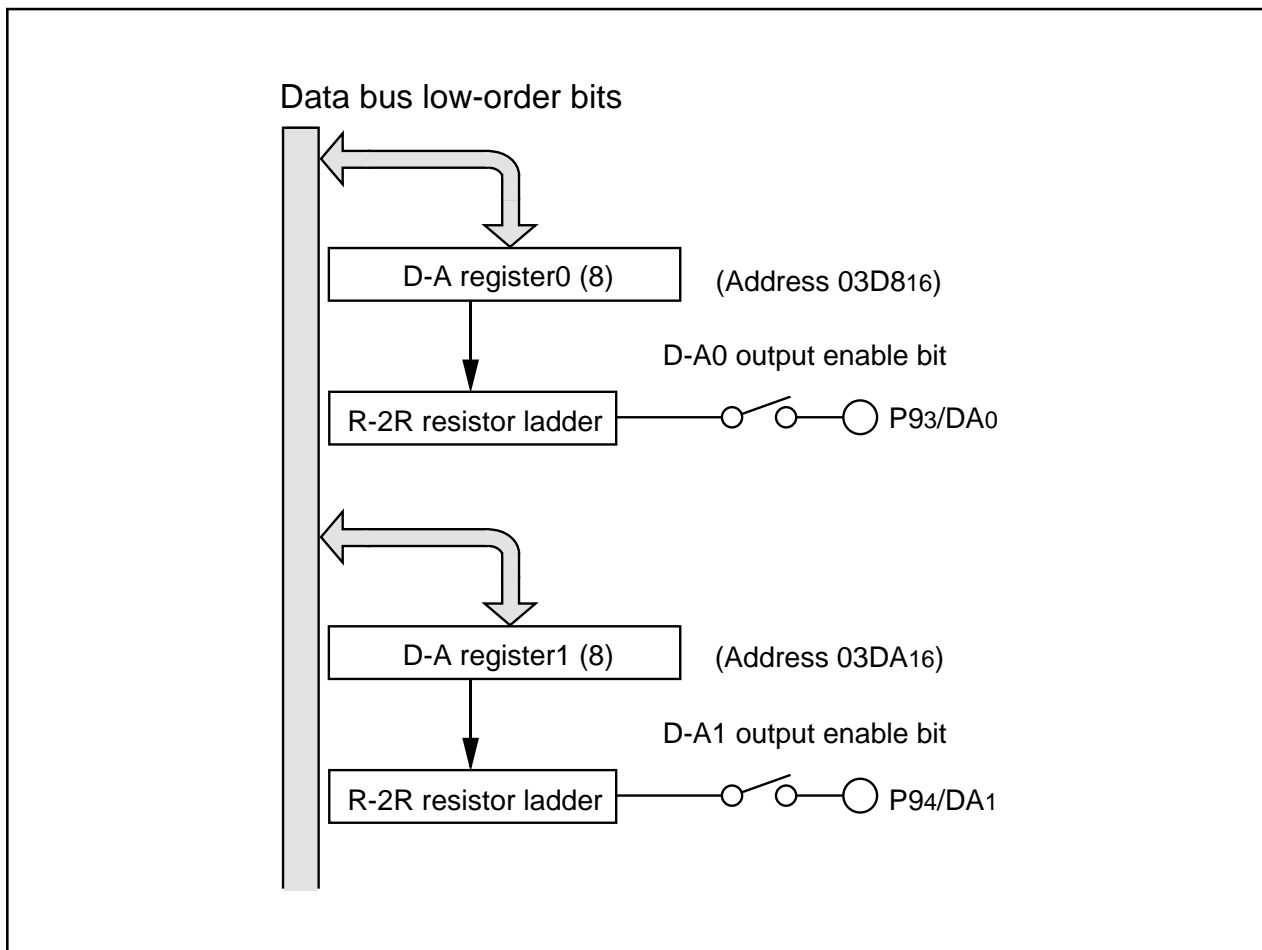 Data bus low-order bits
D-A register0 (8)
(Address 03D816)
D-A0 output enable bit
R-2R resistor ladder
P93/DA0
D-A register1 (8)
(Address 03DA16)
D-A1 output enable bit
R-2R resistor ladder
P94/DA1